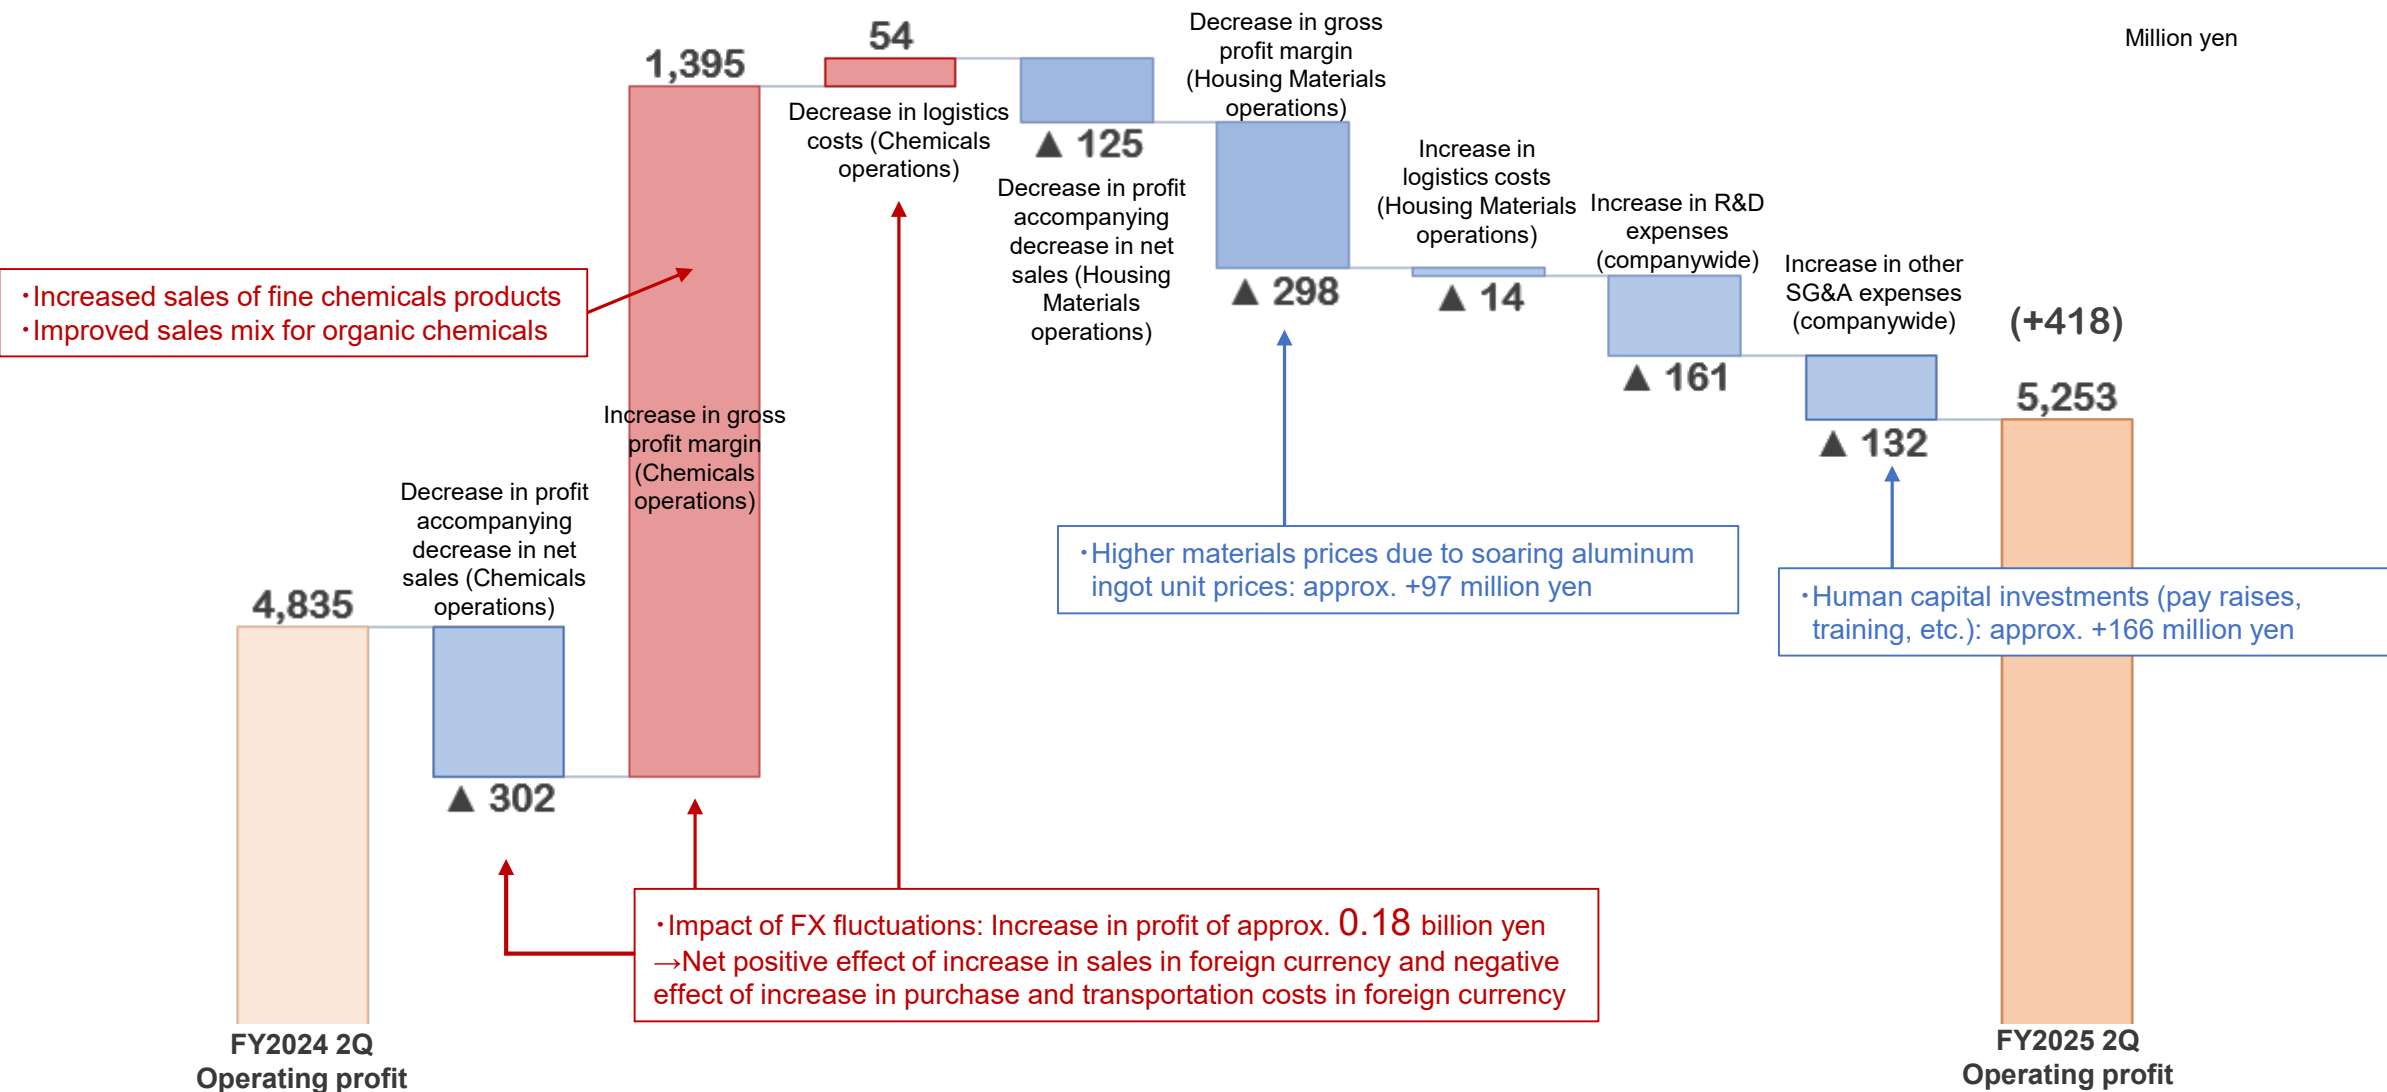 Million yen
4,835
FY2024 2Q
Operating profit
Decrease in profit
accompanying
decrease in net
sales (Chemicals
operations)
▲ 302
1,395
Increase in gross
profit margin
(Chemicals
operations)
54
Decrease in logistics
costs (Chemicals
operations)
▲ 125
Decrease in profit
accompanying
decrease in net
sales (Housing
Materials
operations)
Decrease in gross
profit margin
(Housing Materials
operations)
▲ 298
Increase in
logistics costs
(Housing Materials
operations)
▲ 14
Increase in R&D
expenses
(companywide)
▲ 161
Increase in other
SG&A expenses
(companywide)
▲ 132
(+418)
5,253
FY2025 2Q
Operating profit
・Increased sales of fine chemicals products
・Improved sales mix for organic chemicals
・Higher materials prices due to soaring aluminum
ingot unit prices: approx. +97 million yen
・Human capital investments (pay raises,
training, etc.): approx. +166 million yen
・Impact of FX fluctuations: Increase in profit of approx. 0.18 billion yen
→Net positive effect of increase in sales in foreign currency and negative
effect of increase in purchase and transportation costs in foreign currency